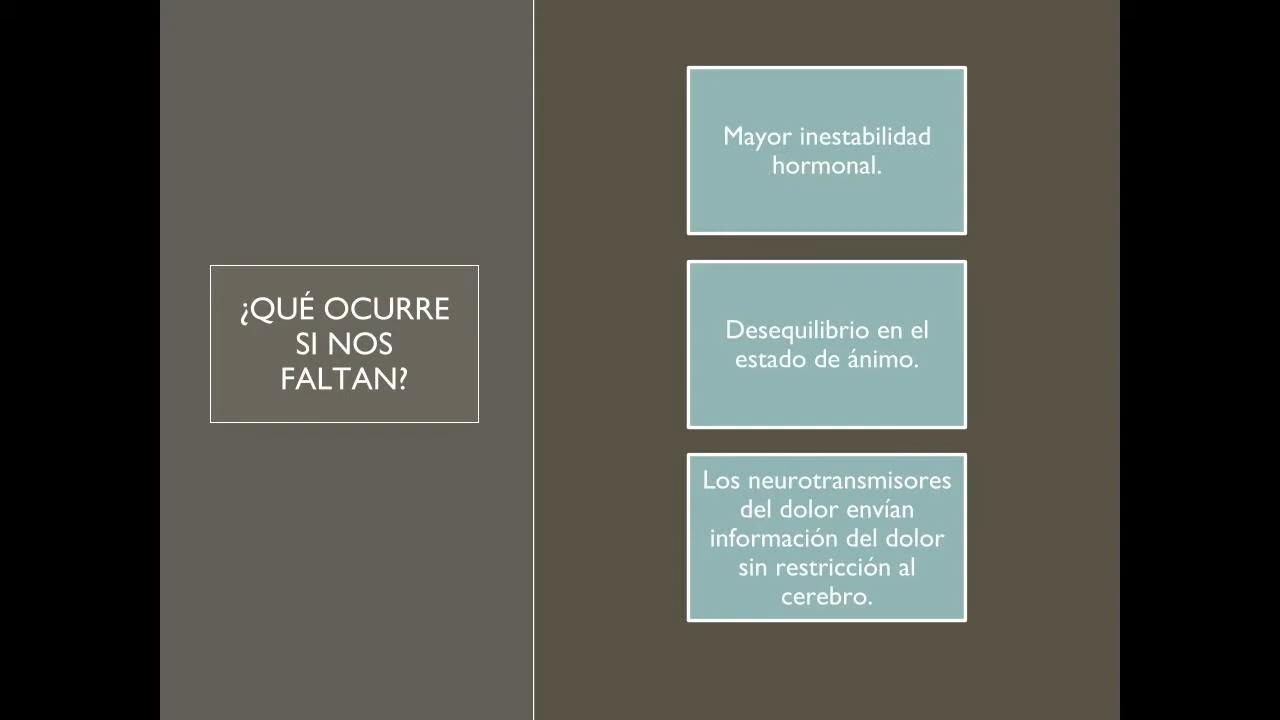 ¿QUÉ OCURRE
SI NOS
FALTAN?
Mayor inestabilidad
hormonal.
Desequilibrio en el
estado de ánimo.
Los neurotransmisores
del dolor envían
información del dolor
sin restricción al
cerebro.